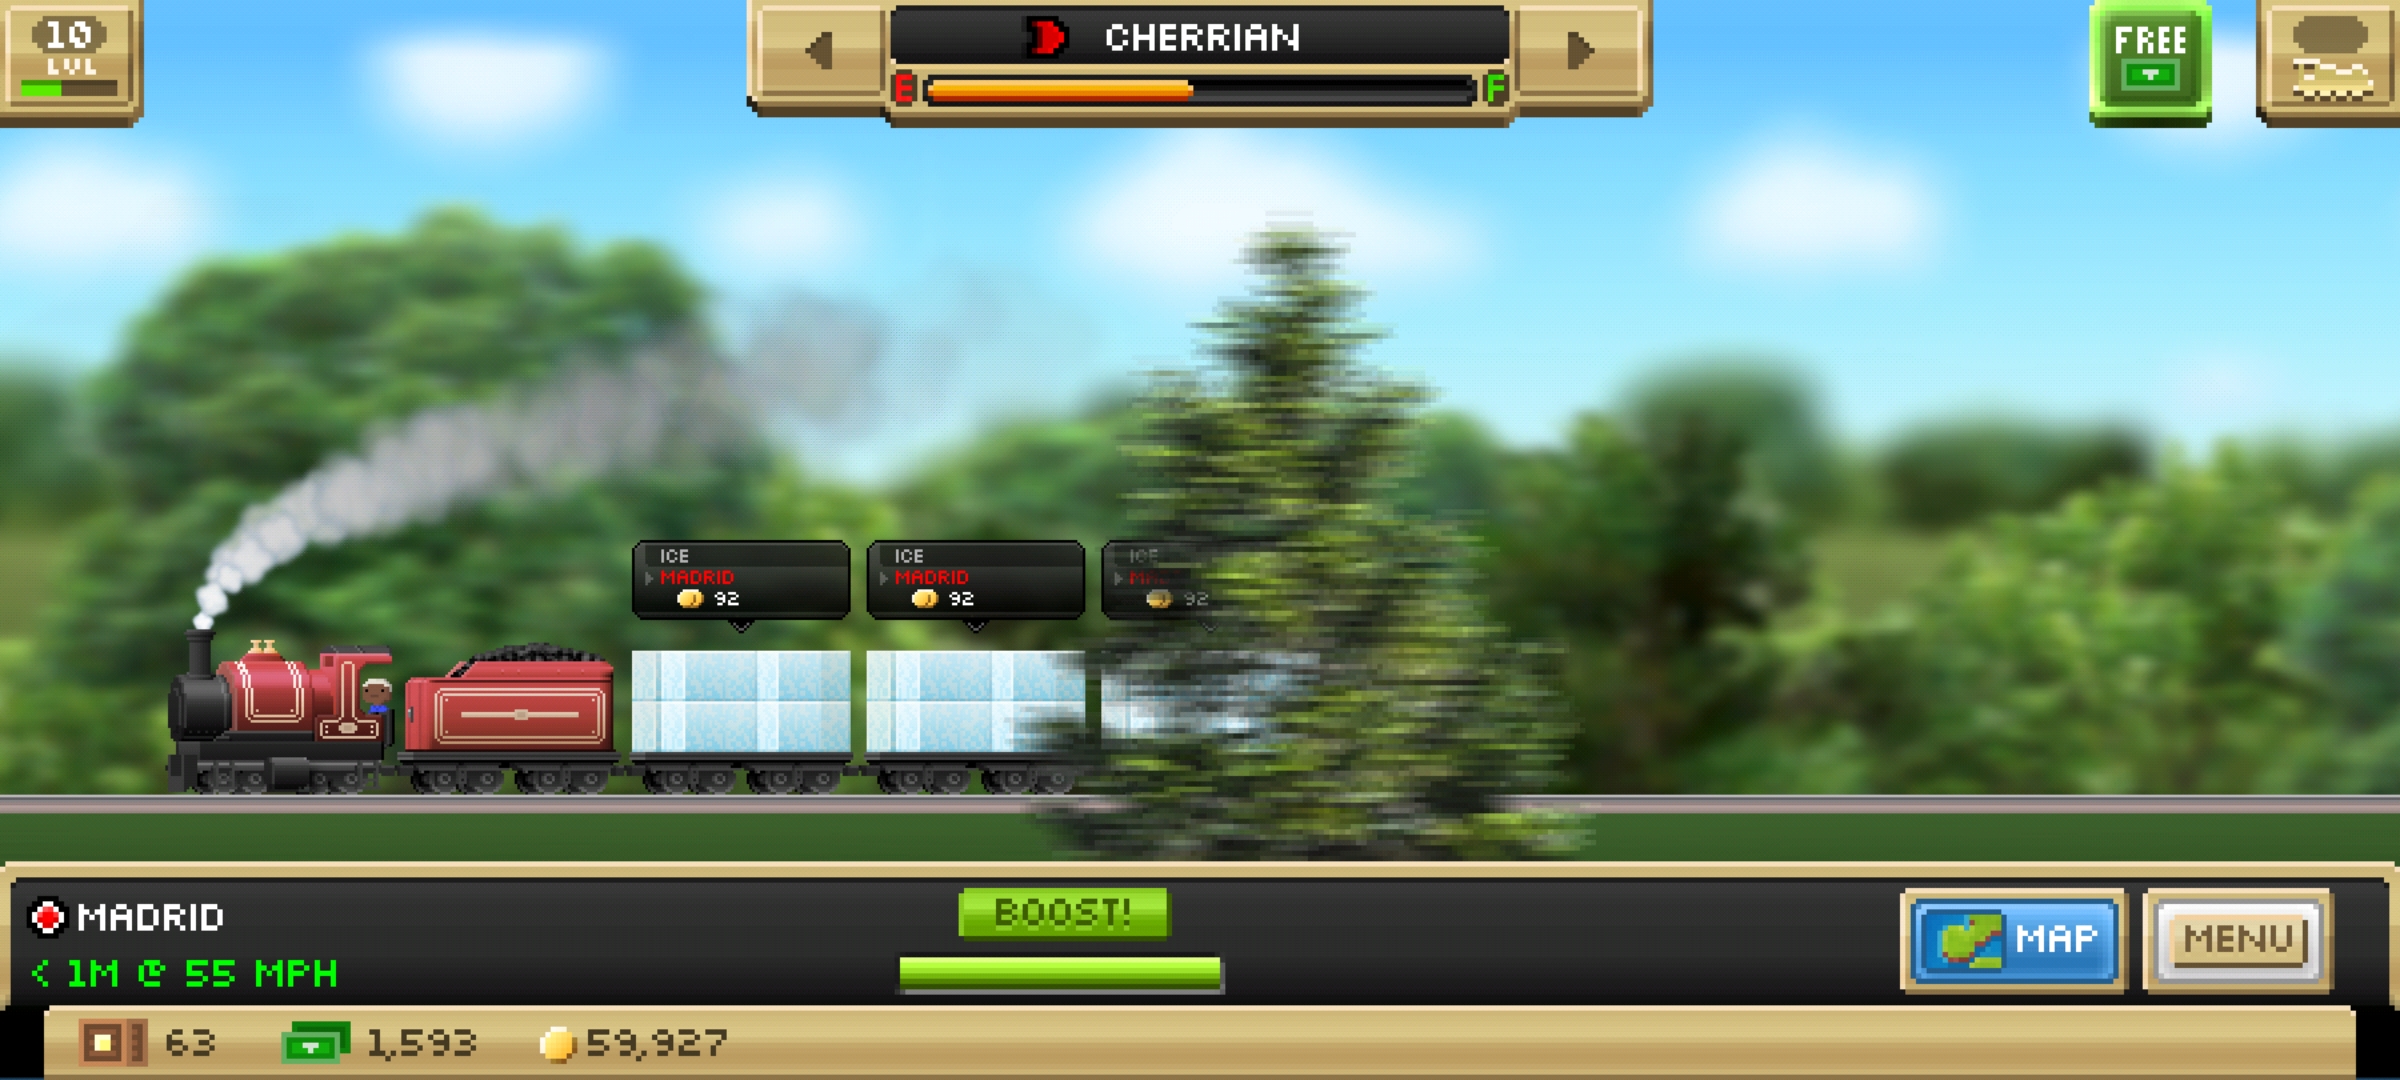 10
LVL
CHERRIAN
E
F
FREE
ICE
MADRID
92
ICE
MADRID
92
ICE
92
MADRID
< 1M @ 55 MPH
BOOST!
MAP
MENU
63
1,593
59,927